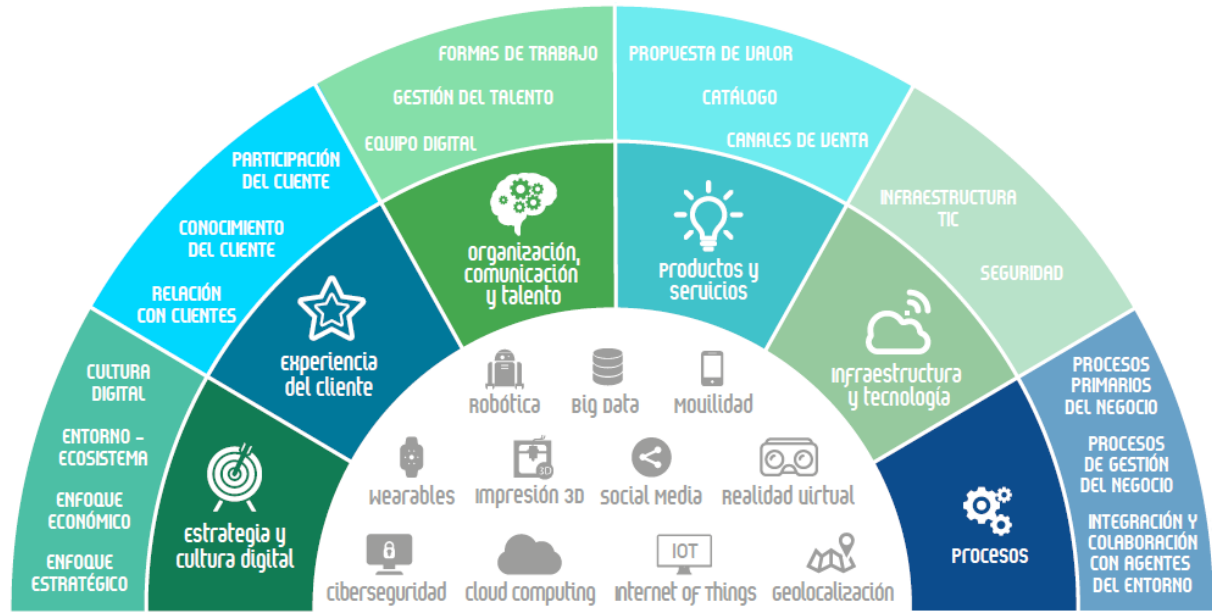 FORMAS DE TRABAJO
GESTIÓN DEL TALENTO
EQUIPO DIGITAL
PROPUESTA DE VALOR
CATÁLOGO
CANALES DE VENTA
PARTICIPACIÓN
DEL CLIENTE
CONOCIMIENTO
DEL CLIENTE
RELACIÓN
CON CLIENTES
INFRAESTRUCTURA
TIC
SEGURIDAD
CULTURA
DIGITAL
ENTORNO -
ECOSISTEMA
ENFOQUE
ECONÓMICO
ENFOQUE
ESTRATÉGICO
PROCESOS
PRIMARIOS
DEL NEGOCIO
PROCESOS
DE GESTIÓN
DEL NEGOCIO
INTEGRACIÓN Y
COLABORACIÓN
CON AGENTES
DEL ENTORNO
estrategia y
cultura digital
experiencia
del cliente
organización,
comunicación
y talento
productos y
servicios
infraestructura
y tecnología
procesos
robótica
Big Data
Movilidad
wearables
impresión 3D
3D
social Media
Realidad virtual
ciberseguridad
cloud computing
IOT
internet of Things
Geolocalización